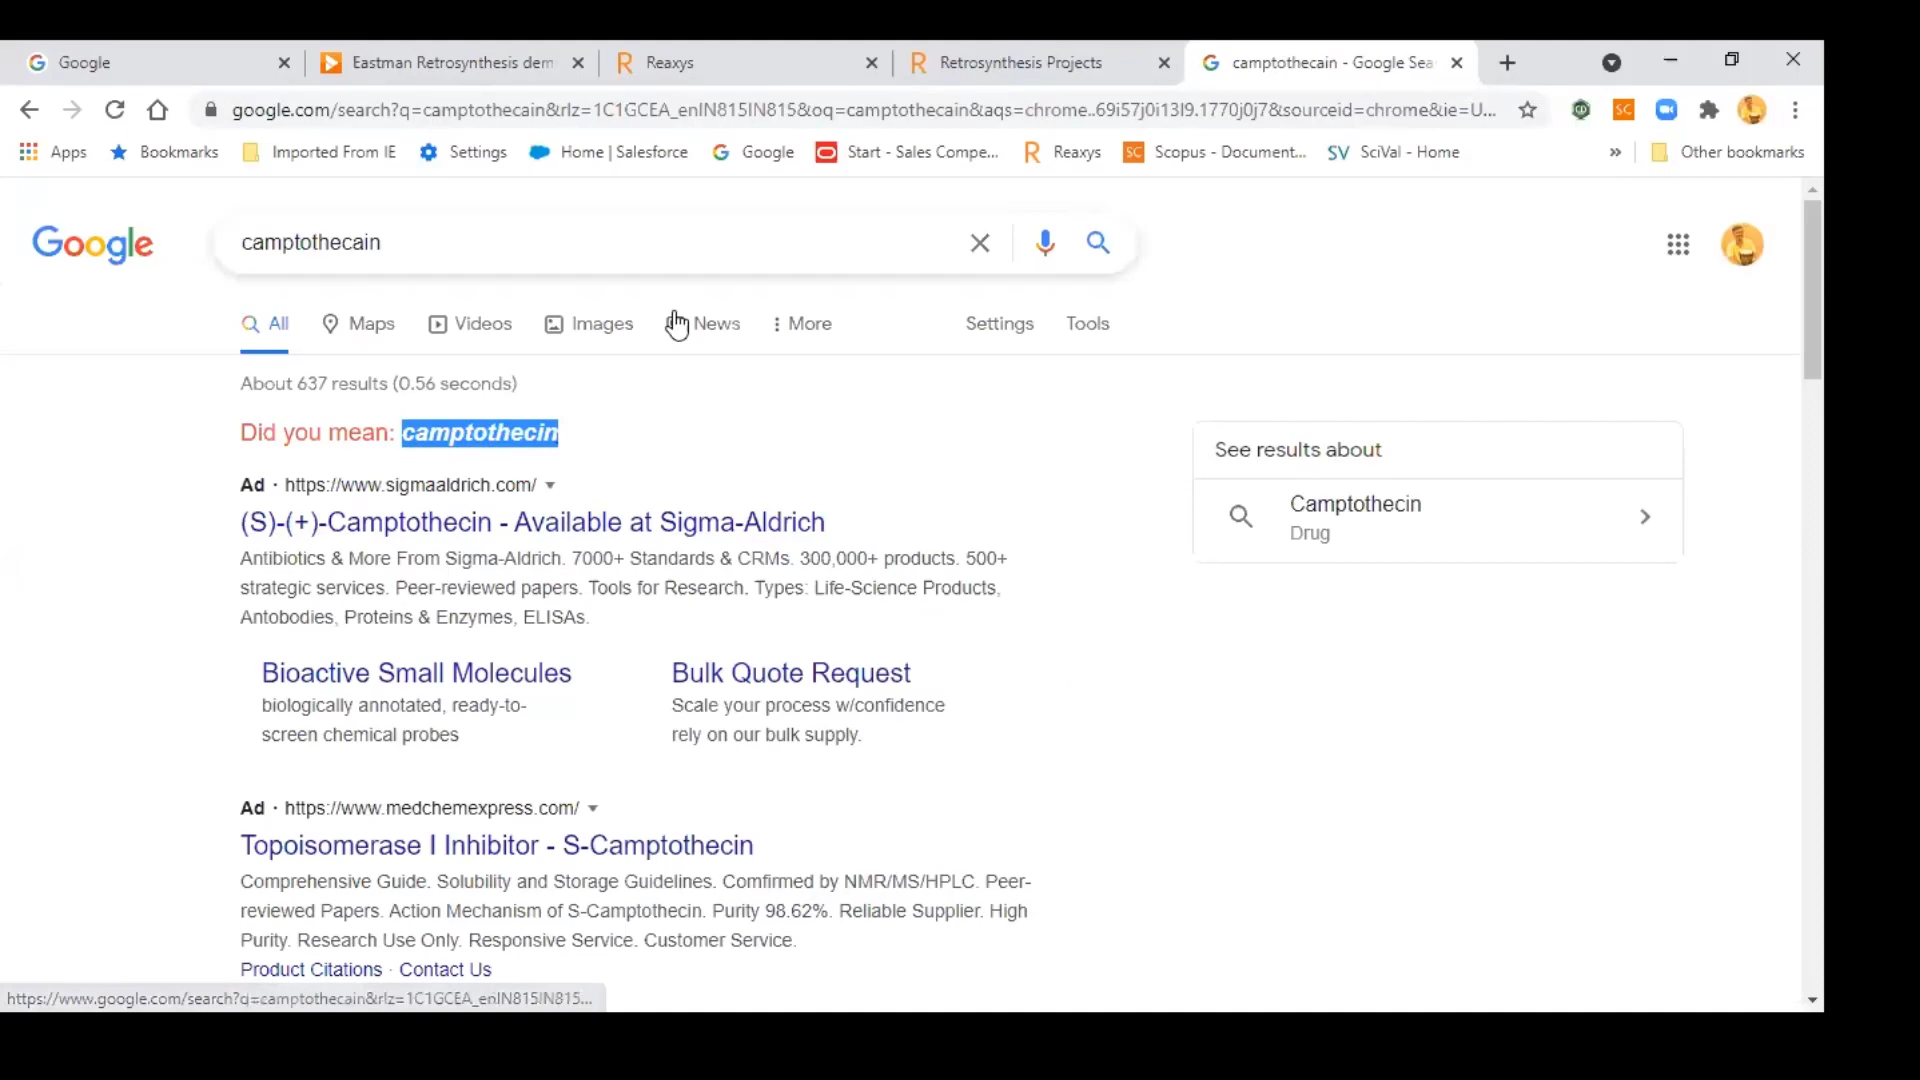 Google
Eastman Retrosynthesis dem
Reaxys
Retrosynthesis Projects
camptothecain - Google Sea
google.com/search?q=camptothecain&rlz=1C1GCEA_enIN815IN815&oq=camptothecain&aqs=chrome..69i57j0i13l9.1770j0j7&sourceid=chrome&ie=U...
Apps
Bookmarks
Imported From IE
Settings
Home | Salesforce
Google
Start - Sales Compe...
Reaxys
SC Scopus - Document...
SV SciVal - Home
Other bookmarks
Google
camptothecain
All
Maps
Videos
Images
News
More
Settings
Tools
About 637 results (0.56 seconds)
Did you mean: camptothecin
Ad · https://www.sigmaaldrich.com/
(S)-(+)-Camptothecin - Available at Sigma-Aldrich
Antibiotics & More From Sigma-Aldrich. 7000+ Standards & CRMs. 300,000+ products. 500+
strategic services. Peer-reviewed papers. Tools for Research. Types: Life-Science Products,
Antobodies, Proteins & Enzymes, ELISAs.
Bioactive Small Molecules
biologically annotated, ready-to-
screen chemical probes
Bulk Quote Request
Scale your process w/confidence
rely on our bulk supply.
Ad · https://www.medchemexpress.com/
Topoisomerase I Inhibitor - S-Camptothecin
Comprehensive Guide. Solubility and Storage Guidelines. Comfirmed by NMR/MS/HPLC. Peer-
reviewed Papers. Action Mechanism of S-Camptothecin. Purity 98.62%. Reliable Supplier. High
Purity. Research Use Only. Responsive Service. Customer Service.
Product Citations · Contact Us
See results about
Camptothecin
Drug
https://www.google.com/search?q=camptothecain&rlz=1C1GCEA_enIN815IN815...